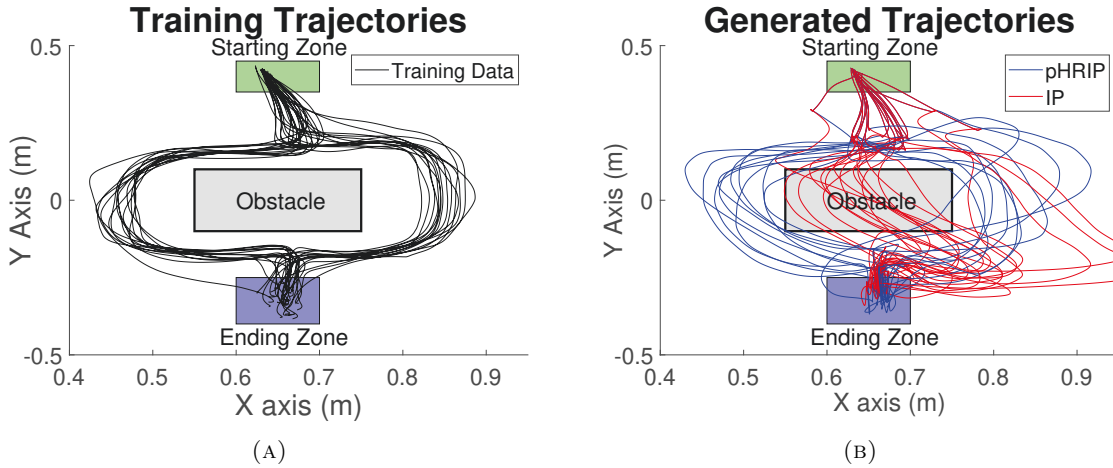 Training Trajectories
0.5
Starting Zone
Training Data
Y Axis (m)
0
Obstacle
Ending Zone
-0.5
0.4 0.5 0.6 0.7 0.8 0.9
X axis (m)
(A)
Generated Trajectories
0.5
Starting Zone
pHRIP
IP
Y Axis (m)
0
Obstacle
Ending Zone
-0.5
0.4 0.5 0.6 0.7 0.8 0.9
X axis (m)
(B)